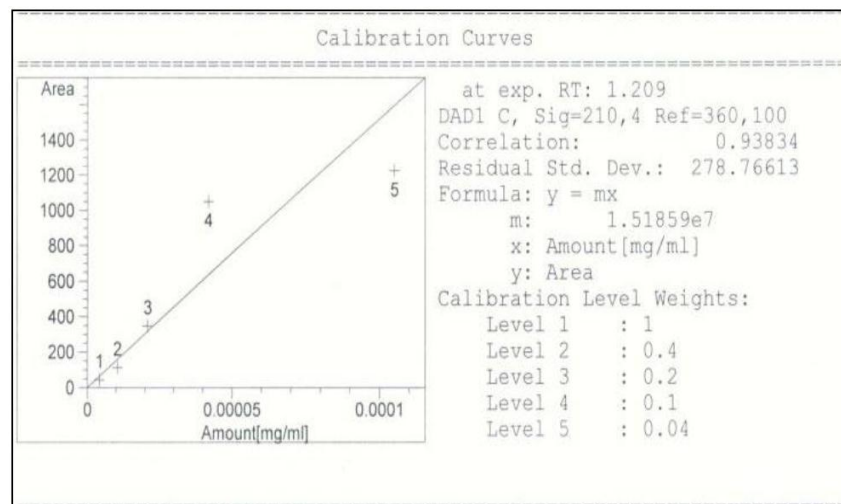 Calibration Curves
Area
1400
1200
1000
800
600
400
200
0
1
2
3
4
5
0
0.00005
0.0001
Amount[mg/ml]
at exp. RT: 1.209
DAD1 C, Sig=210,4 Ref=360,100
Correlation: 0.93834
Residual Std. Dev.: 278.76613
Formula: y = mx
m: 1.51859e7
x: Amount[mg/ml]
y: Area
Calibration Level Weights:
Level 1 : 1
Level 2 : 0.4
Level 3 : 0.2
Level 4 : 0.1
Level 5 : 0.04